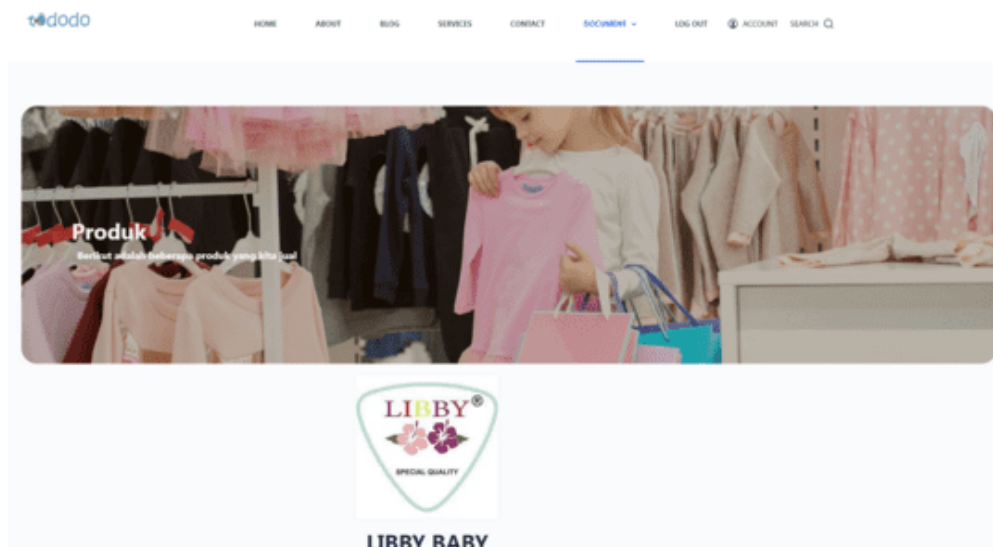 tododo
HOME ABOUT BLOG SERVICES CONTACT DOCUMENT LOG OUT ACCOUNT SEARCH
Produk
Berikut adalah beberapa produk yang kita jual
LIBBY®
SPECIAL QUALITY
LIBBY BABY